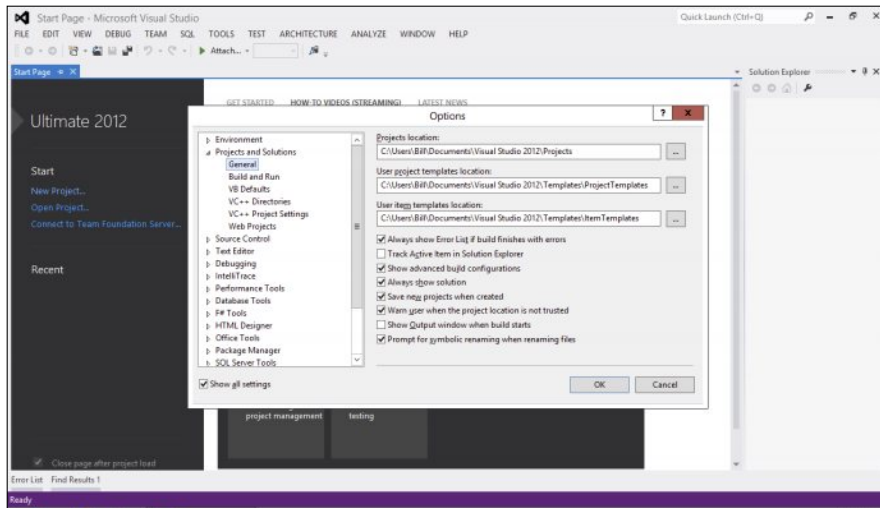 Start Page - Microsoft Visual Studio
Quick Launch (Ctrl+Q)
FILE EDIT VIEW DEBUG TEAM SQL TOOLS TEST ARCHITECTURE ANALYZE WINDOW HELP
Attach...
Start Page
Solution Explorer
GET STARTED HOW-TO VIDEOS (STREAMING) LATEST NEWS
Ultimate 2012
Start
New Project...
Open Project...
Connect to Team Foundation Server...
Recent
Options
?
Environment
Projects and Solutions
General
Build and Run
VB Defaults
VC++ Directories
VC++ Project Settings
Web Projects
Source Control
Text Editor
Debugging
IntelliTrace
Performance Tools
Database Tools
F# Tools
HTML Designer
Office Tools
Package Manager
SQL Server Tools
Show all settings
Projects location:
C:\Users\Bill\Documents\Visual Studio 2012\Projects
...
User project templates location:
C:\Users\Bill\Documents\Visual Studio 2012\Templates\ProjectTemplates
...
User item templates location:
C:\Users\Bill\Documents\Visual Studio 2012\Templates\ItemTemplates
...
Always show Error List if build finishes with errors
Track Active Item in Solution Explorer
Show advanced build configurations
Always show solution
Save new projects when created
Warn user when the project location is not trusted
Show Output window when build starts
Prompt for symbolic renaming when renaming files
OK Cancel
project management testing
Close page after project load
Error List Find Results 1
Ready